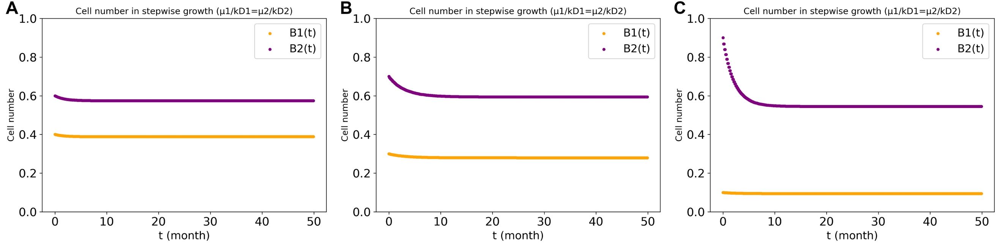 A
Cell number in stepwise growth (μ1/kD1=μ2/kD2)
1.0
0.8
0.6
0.4
0.2
0.0
Cell number
B1(t)
B2(t)
0 10 20 30 40 50
t (month)
B
Cell number in stepwise growth (μ1/kD1=μ2/kD2)
1.0
0.8
0.6
0.4
0.2
0.0
Cell number
B1(t)
B2(t)
0 10 20 30 40 50
t (month)
C
Cell number in stepwise growth (μ1/kD1=μ2/kD2)
1.0
0.8
0.6
0.4
0.2
0.0
Cell number
B1(t)
B2(t)
0 10 20 30 40 50
t (month)